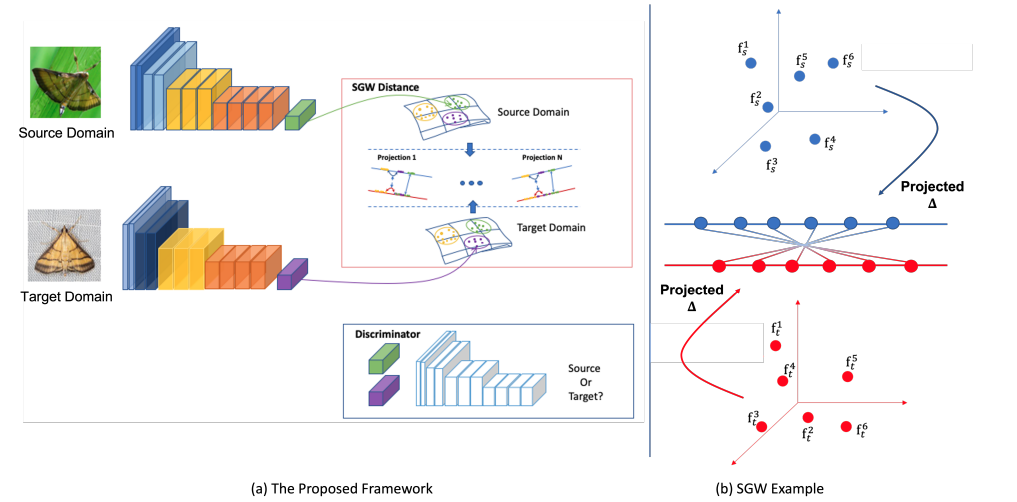 Source Domain
Target Domain
SGW Distance
Source Domain
Projection 1
Projection N
Target Domain
Discriminator
Source
Or
Target?
(a) The Proposed Framework
f_s^1
f_s^5
f_s^6
f_s^2
f_s^4
f_s^3
Projected
Δ
Projected
Δ
f_t^1
f_t^4
f_t^5
f_t^3
f_t^2
f_t^6
(b) SGW Example